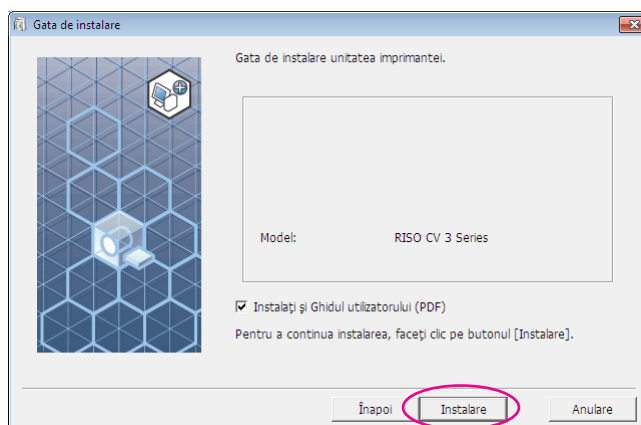 Gata de instalare
Gata de instalare unitatea imprimantei.
Model: RISO CV 3 Series
Instalaţi şi Ghidul utilizatorului (PDF)
Pentru a continua instalarea, faceţi clic pe butonul [Instalare].
Înapoi Instalare Anulare